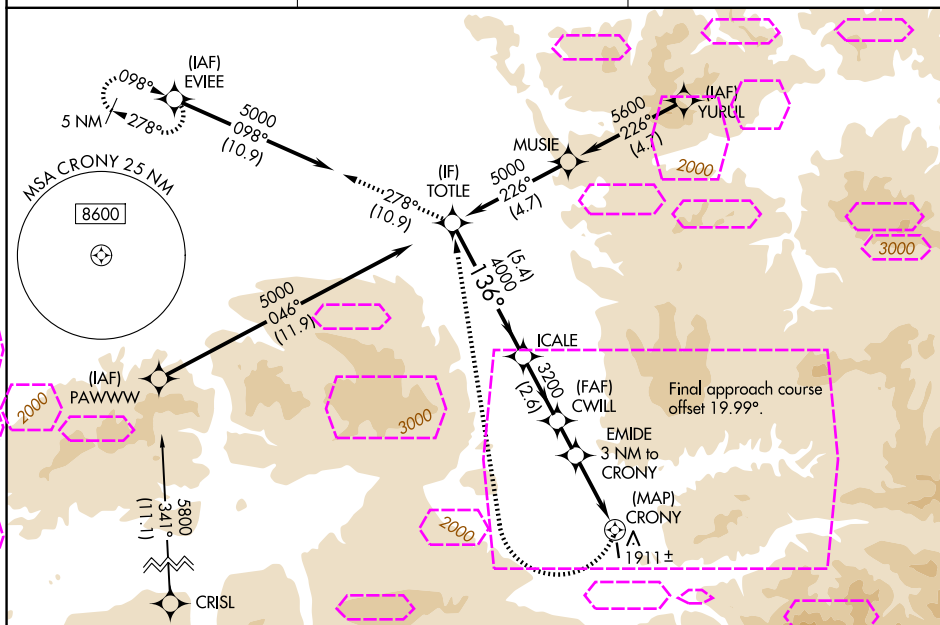 (IAF)
EVIEE
098°
278°
5 NM
5000
098°
(10.9)
MSA CRONY 25 NM
8600
(IF)
TOTLE
278°
(10.9)
MUSIE
5000
226°
(4.7)
5600
226°
(4.7)
(IAF)
YURUL
2000
3000
5000
046°
(11.9)
(5.4)
4000
136°
(IAF)
PAWWW
2000
3000
ICALE
3200
(2.6)
(FAF)
CWILL
Final approach course
offset 19.99°.
EMIDE
3 NM to
CRONY
(MAP)
CRONY
1911±
2000
5800
341°
(11.1)
CRISL